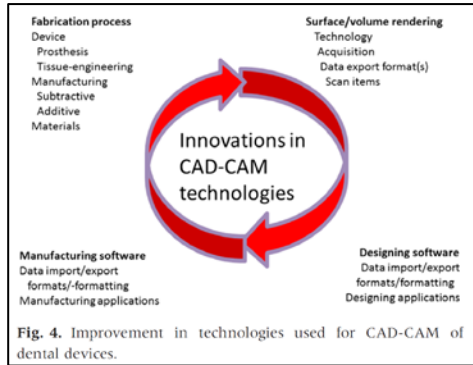 Fabrication process
Device
Prosthesis
Tissue-engineering
Manufacturing
Subtractive
Additive
Materials
Surface/volume rendering
Technology
Acquisition
Data export format(s)
Scan items
Innovations in
CAD-CAM
technologies
Manufacturing software
Data import/export
formats/-formatting
Manufacturing applications
Designing software
Data import/export
formats/formatting
Designing applications
Fig. 4. Improvement in technologies used for CAD-CAM of
dental devices.